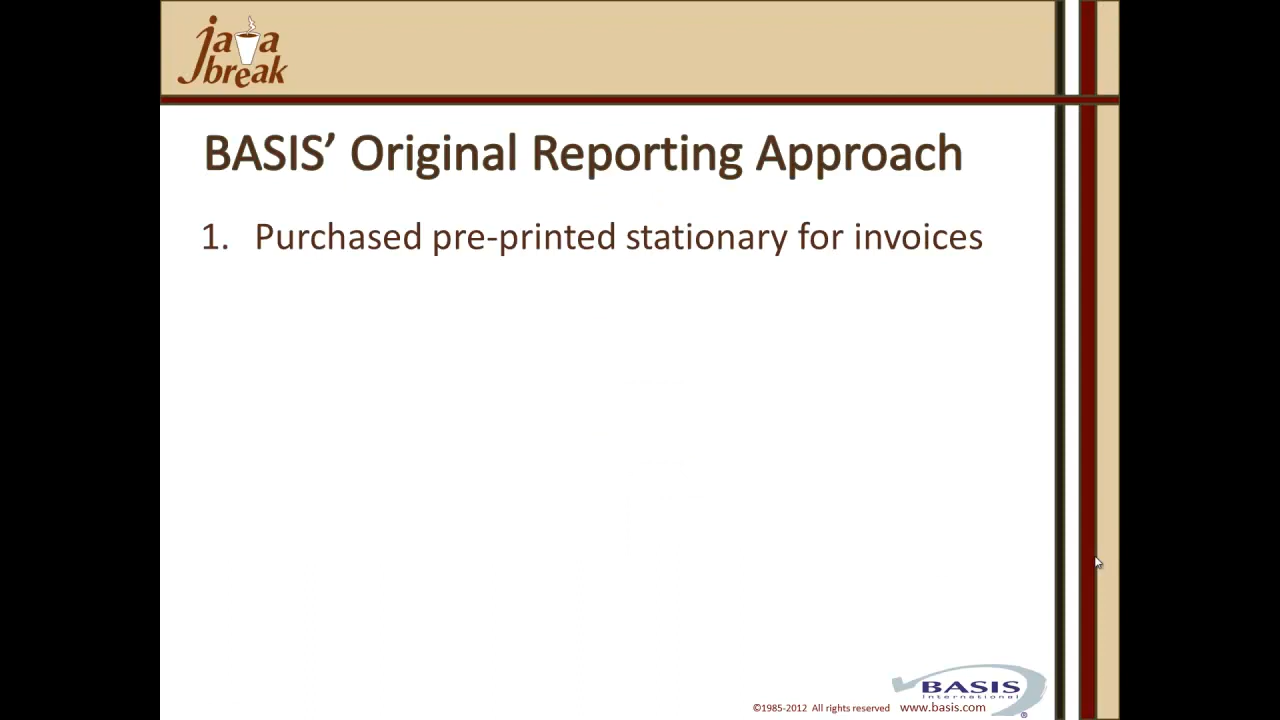 java
break
BASIS’ Original Reporting Approach
1. Purchased pre-printed stationary for invoices
BASIS
International
®
©1985-2012 All rights reserved www.basis.com